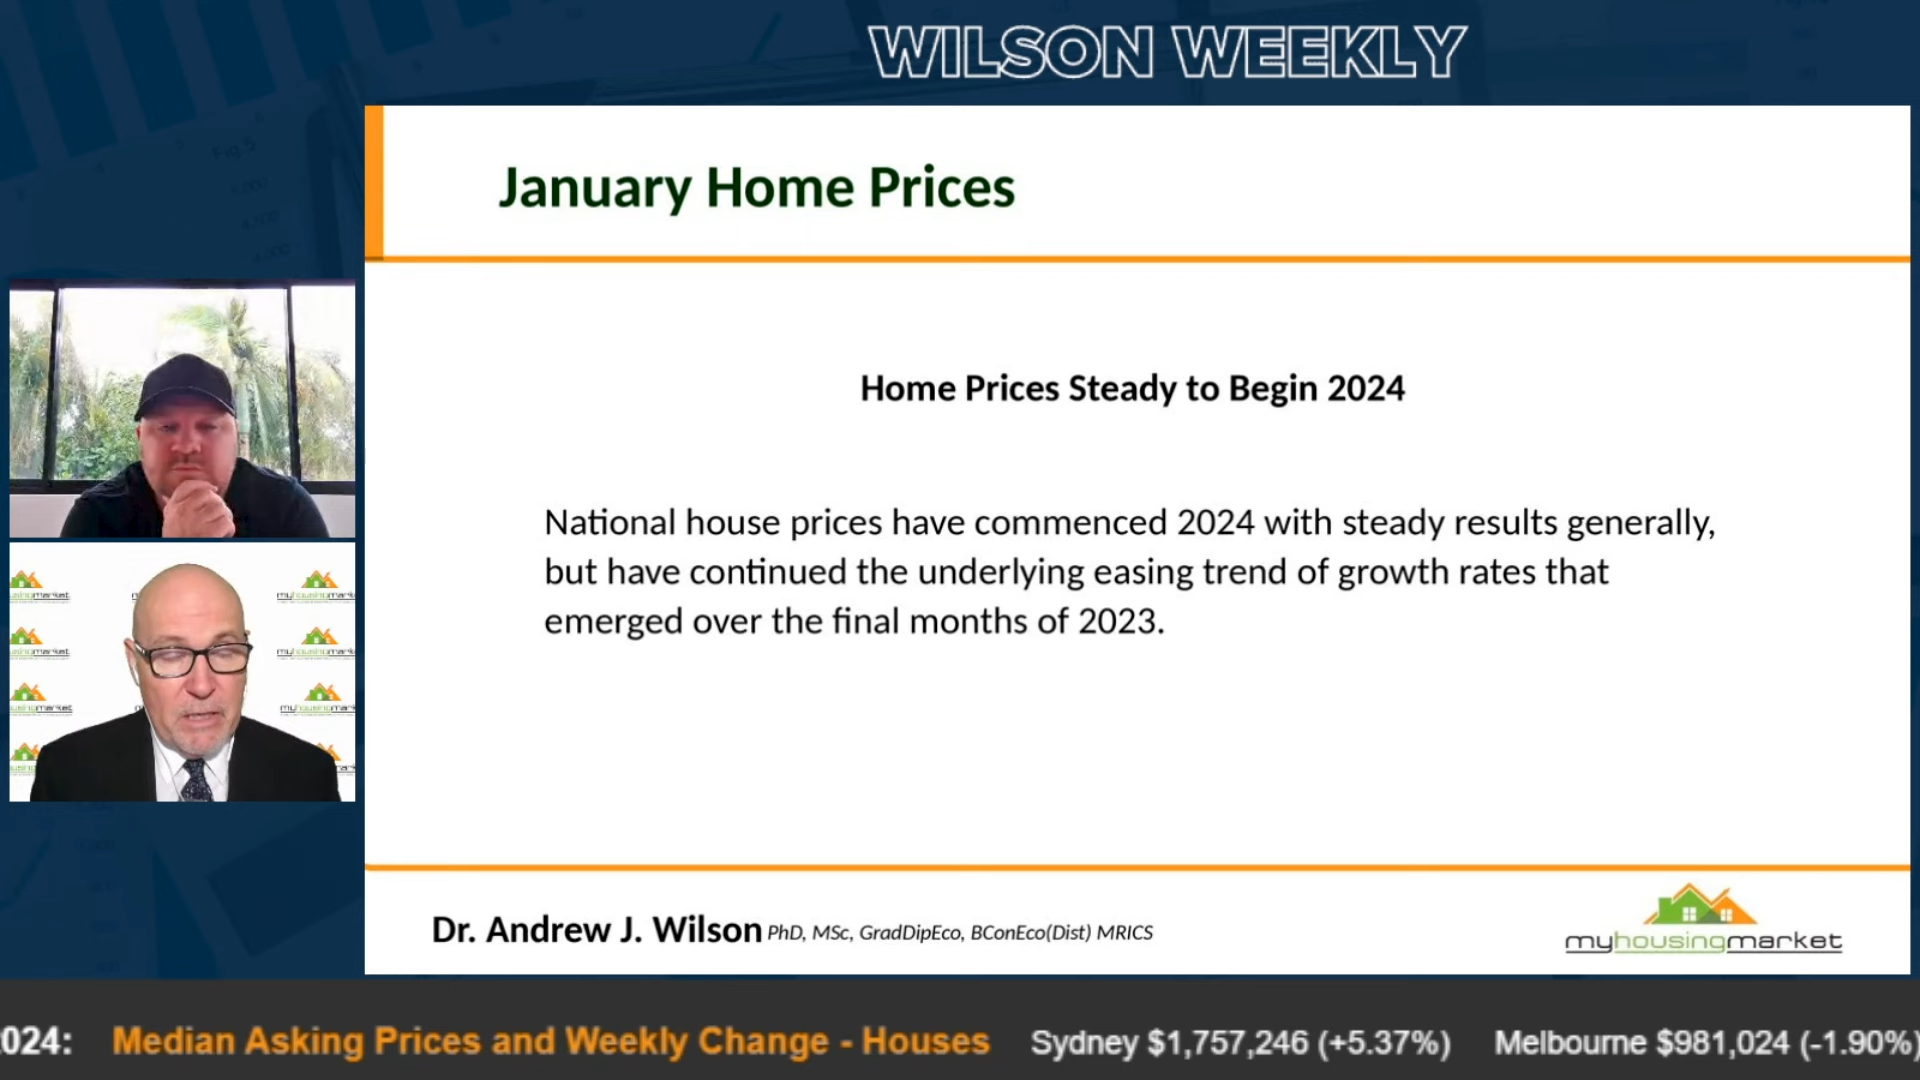 WILSON WEEKLY
January Home Prices
Home Prices Steady to Begin 2024
National house prices have commenced 2024 with steady results generally,
but have continued the underlying easing trend of growth rates that
emerged over the final months of 2023.
Dr. Andrew J. Wilson PhD, MSc, GradDipEco, BConEco(Dist) MRICS
myhousingmarket
024: Median Asking Prices and Weekly Change - Houses Sydney $1,757,246 (+5.37%) Melbourne $981,024 (-1.90%)